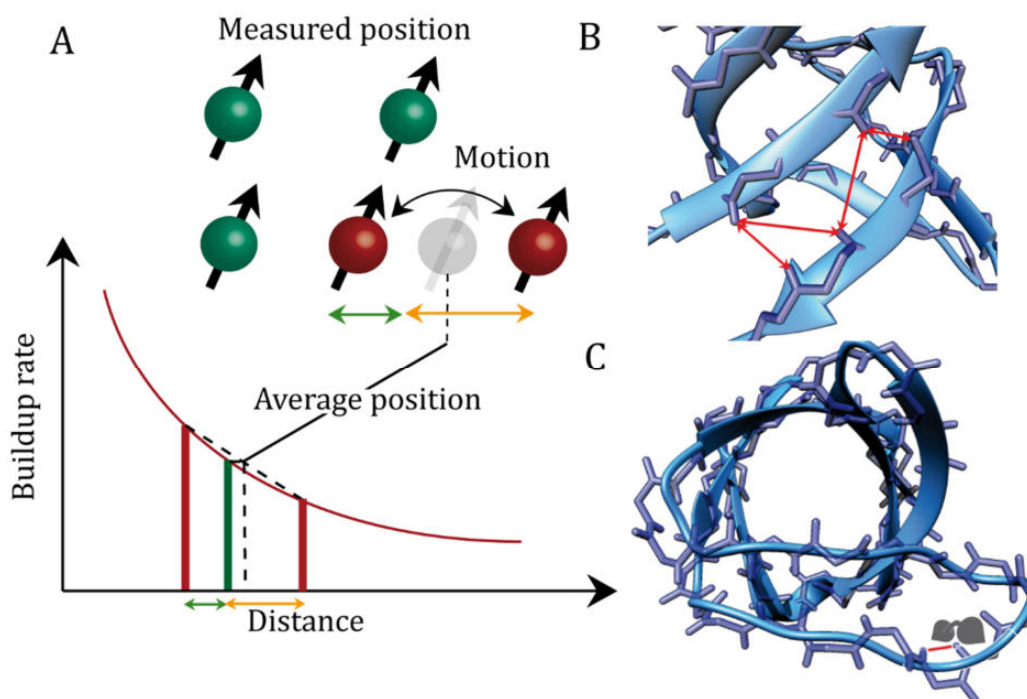 A
Measured position
Motion
Buildup rate
Average position
Distance
B
C